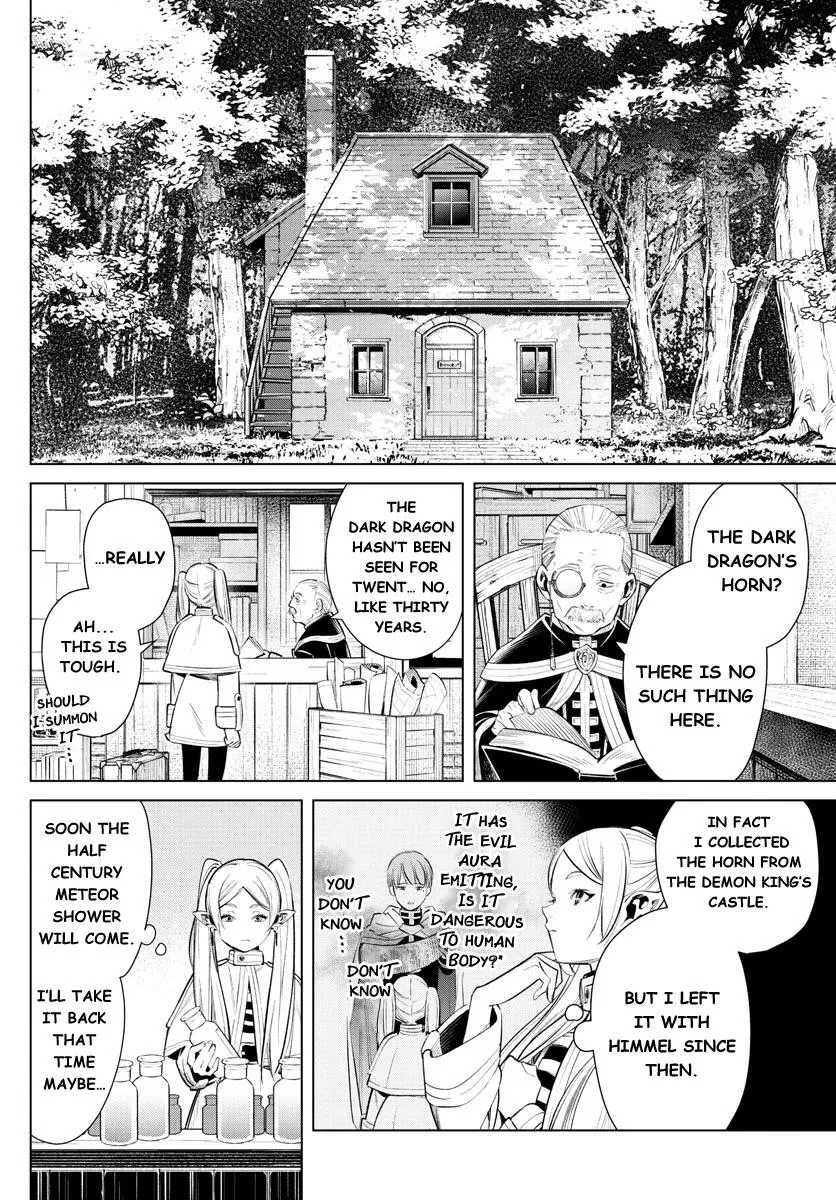 THE DARK
DRAGON'S
HORN?
THERE IS NO
SUCH THING
HERE.
THE
DARK DRAGON
HASN'T BEEN
SEEN FOR
TWENT... NO,
LIKE THIRTY
YEARS.
...REALLY
AH...
THIS IS
TOUGH.
SHOULD
I SUMMON
IT
...
IN FACT
I COLLECTED
THE HORN FROM
THE DEMON KING'S
CASTLE.
BUT I LEFT
IT WITH
HIMMEL SINCE
THEN.
IT HAS
THE EVIL
AURA
EMITTING,
IS IT
DANGEROUS
TO HUMAN
BODY?"
DON'T
KNOW
YOU
DON'T
KNOW
...
SOON THE
HALF
CENTURY
METEOR
SHOWER
WILL COME.
I'LL TAKE
IT BACK
THAT
TIME
MAYBE...